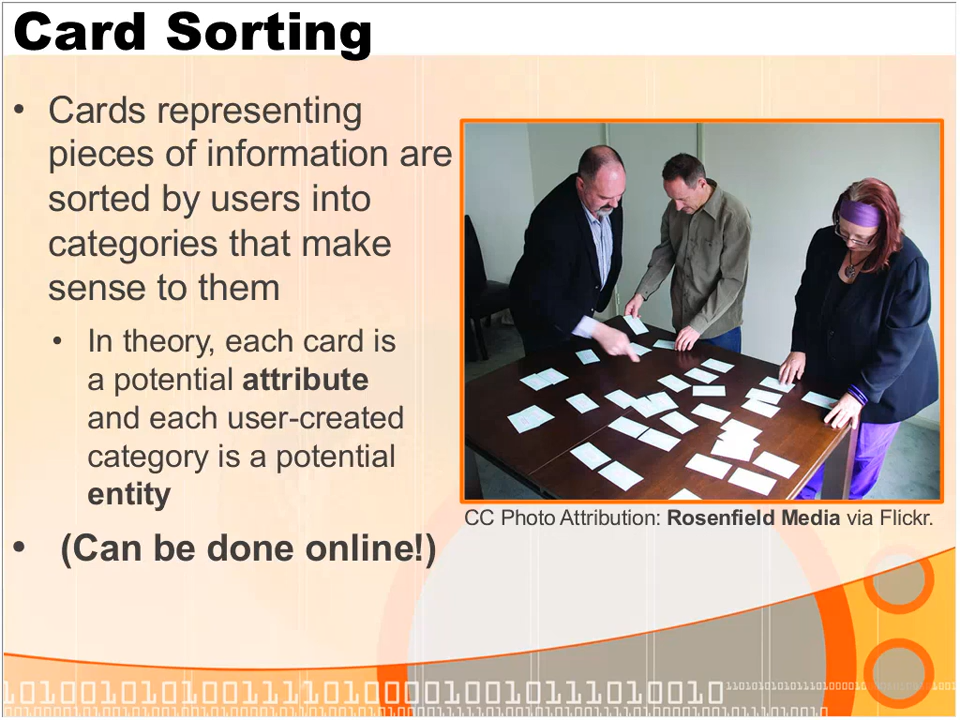 Card Sorting
• Cards representing
pieces of information are
sorted by users into
categories that make
sense to them
• In theory, each card is
a potential attribute
and each user-created
category is a potential
entity
• (Can be done online!)
CC Photo Attribution: Rosenfield Media via Flickr.